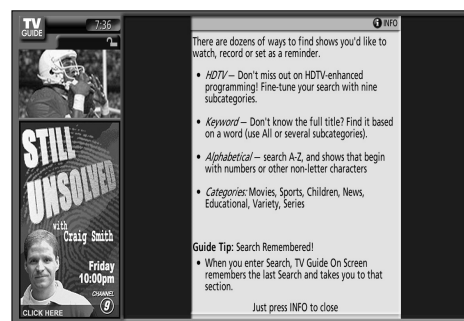 TV
GUIDE
7:36
INFO
There are dozens of ways to find shows you'd like to
watch, record or set as a reminder.
• HDTV – Don't miss out on HDTV-enhanced
programming! Fine-tune your search with nine
subcategories.
• Keyword – Don't know the full title? Find it based
on a word (use All or several subcategories).
• Alphabetical – search A-Z, and shows that begin
with numbers or other non-letter characters
• Categories: Movies, Sports, Children, News,
Educational, Variety, Series
Guide Tip: Search Remembered!
• When you enter Search, TV Guide On Screen
remembers the last Search and takes you to that
section.
Just press INFO to close
STILL
UNSOLVED
with
Craig Smith
Friday
10:00pm
CHANNEL
9
CLICK HERE